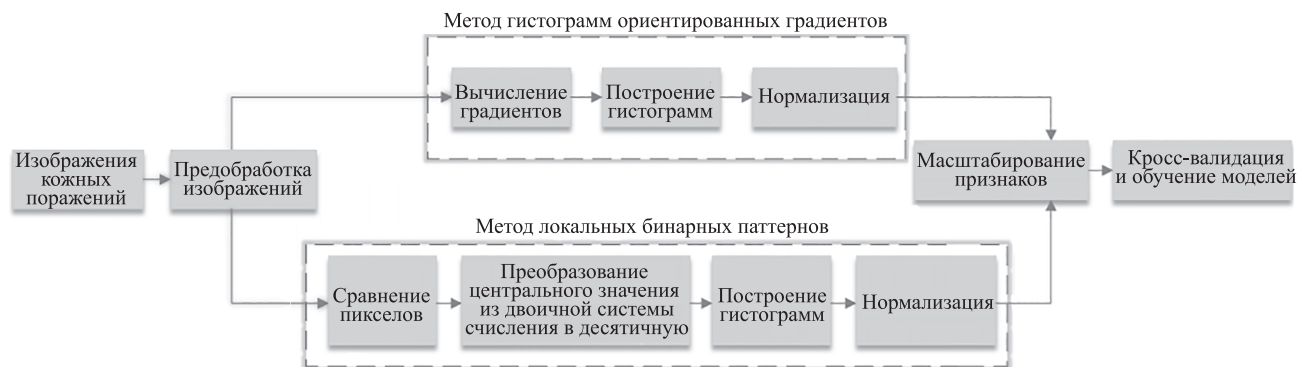 Метод гистограмм ориентированных градиентов
Вычисление
градиентов
Построение
гистограмм
Нормализация
Изображения
кожных
поражений
Предобработка
изображений
Масштабирование
признаков
Кросс-валидация
и обучение моделей
Метод локальных бинарных паттернов
Сравнение
пикселов
Преобразование
центрального значения
из двоичной системы
счисления в десятичную
Построение
гистограмм
Нормализация